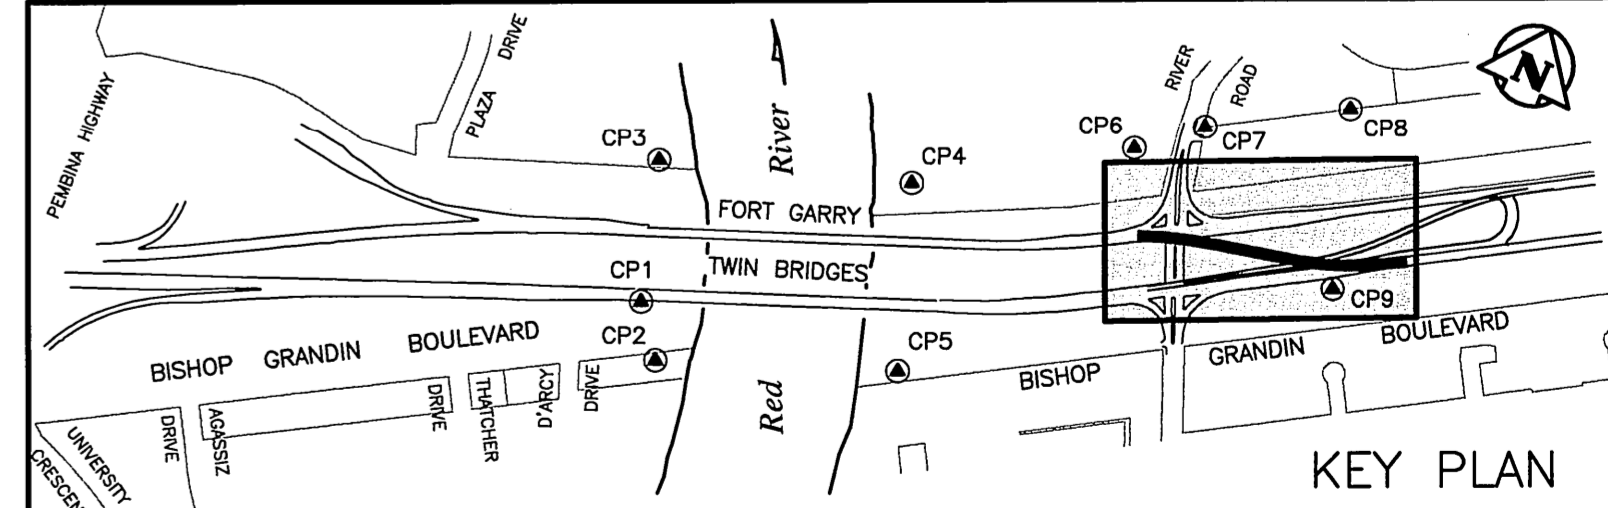 PEMBINA HIGHWAY
PLAZA DRIVE
River
RIVER ROAD
N
CP3
CP4
CP6
CP7
CP8
FORT GARRY
TWIN BRIDGES
CP1
CP2
CP5
CP9
BISHOP GRANDIN BOULEVARD
BISHOP GRANDIN BOULEVARD
Red
DRIVE
AGASSIZ
DRIVE
THATCHER
D'ARCY
DRIVE
UNIVERSITY
CRESCEN
KEY PLAN